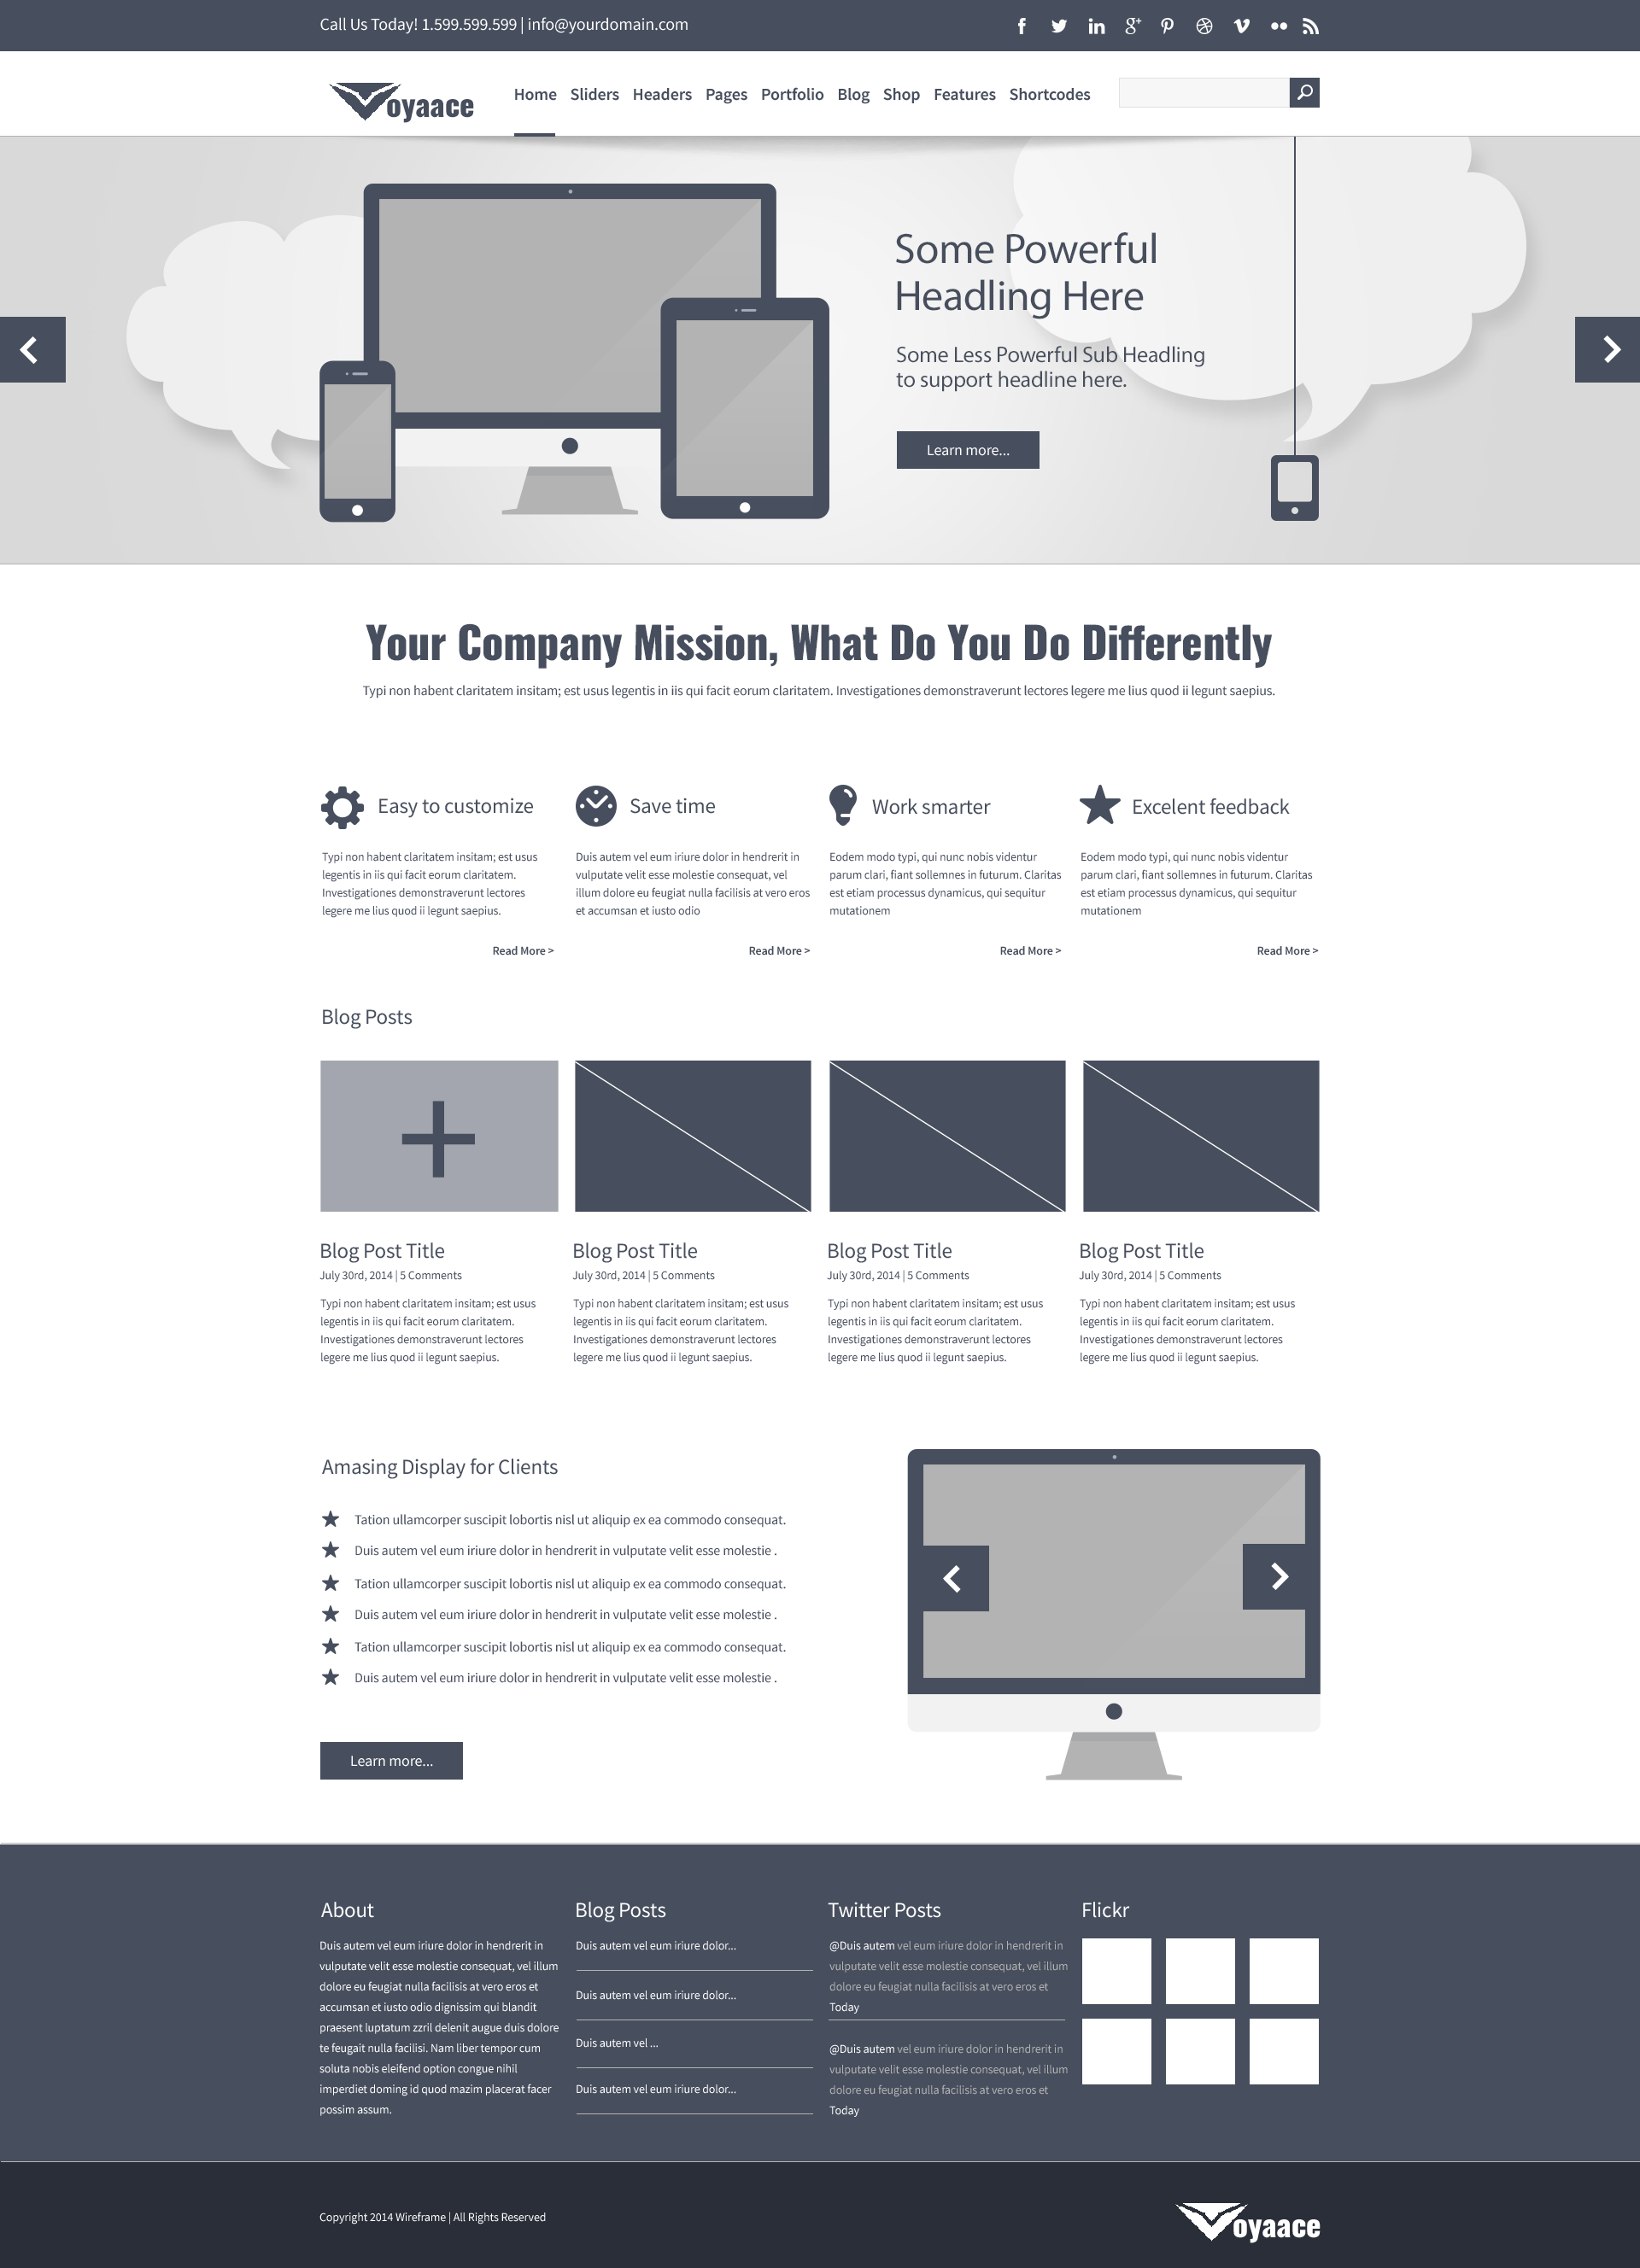 Call Us Today! 1.599.599.599 | info@yourdomain.com
Voyaace
Home Sliders Headers Pages Portfolio Blog Shop Features Shortcodes
Some Powerful
Headling Here
Some Less Powerful Sub Headling
to support headline here.
Learn more...
Your Company Mission, What Do You Do Differently
Typi non habent claritatem insitam; est usus legentis in iis qui facit eorum claritatem. Investigationes demonstraverunt lectores legere me lius quod ii legunt saepius.
Easy to customize
Typi non habent claritatem insitam; est usus
legentis in iis qui facit eorum claritatem.
Investigationes demonstraverunt lectores
legere me lius quod ii legunt saepius.
Read More >
Save time
Duis autem vel eum iriure dolor in hendrerit in
vulputate velit esse molestie consequat, vel
illum dolore eu feugiat nulla facilisis at vero eros
et accumsan et iusto odio
Read More >
Work smarter
Eodem modo typi, qui nunc nobis videntur
parum clari, fiant sollemnes in futurum. Claritas
est etiam processus dynamicus, qui sequitur
mutationem
Read More >
Excelent feedback
Eodem modo typi, qui nunc nobis videntur
parum clari, fiant sollemnes in futurum. Claritas
est etiam processus dynamicus, qui sequitur
mutationem
Read More >
Blog Posts
Blog Post Title
July 30rd, 2014 | 5 Comments
Typi non habent claritatem insitam; est usus
legentis in iis qui facit eorum claritatem.
Investigationes demonstraverunt lectores
legere me lius quod ii legunt saepius.
Blog Post Title
July 30rd, 2014 | 5 Comments
Typi non habent claritatem insitam; est usus
legentis in iis qui facit eorum claritatem.
Investigationes demonstraverunt lectores
legere me lius quod ii legunt saepius.
Blog Post Title
July 30rd, 2014 | 5 Comments
Typi non habent claritatem insitam; est usus
legentis in iis qui facit eorum claritatem.
Investigationes demonstraverunt lectores
legere me lius quod ii legunt saepius.
Blog Post Title
July 30rd, 2014 | 5 Comments
Typi non habent claritatem insitam; est usus
legentis in iis qui facit eorum claritatem.
Investigationes demonstraverunt lectores
legere me lius quod ii legunt saepius.
Amasing Display for Clients
Tation ullamcorper suscipit lobortis nisl ut aliquip ex ea commodo consequat.
Duis autem vel eum iriure dolor in hendrerit in vulputate velit esse molestie .
Tation ullamcorper suscipit lobortis nisl ut aliquip ex ea commodo consequat.
Duis autem vel eum iriure dolor in hendrerit in vulputate velit esse molestie .
Tation ullamcorper suscipit lobortis nisl ut aliquip ex ea commodo consequat.
Duis autem vel eum iriure dolor in hendrerit in vulputate velit esse molestie .
Learn more...
About
Duis autem vel eum iriure dolor in hendrerit in
vulputate velit esse molestie consequat, vel illum
dolore eu feugiat nulla facilisis at vero eros et
accumsan et iusto odio dignissim qui blandit
praesent luptatum zzril delenit augue duis dolore
te feugait nulla facilisi. Nam liber tempor cum
soluta nobis eleifend option congue nihil
imperdiet doming id quod mazim placerat facer
possim assum.
Blog Posts
Duis autem vel eum iriure dolor...
Duis autem vel eum iriure dolor...
Duis autem vel ...
Duis autem vel eum iriure dolor...
Twitter Posts
@Duis autem vel eum iriure dolor in hendrerit in
vulputate velit esse molestie consequat, vel illum
dolore eu feugiat nulla facilisis at vero eros et
Today
@Duis autem vel eum iriure dolor in hendrerit in
vulputate velit esse molestie consequat, vel illum
dolore eu feugiat nulla facilisis at vero eros et
Today
Flickr
Copyright 2014 Wireframe | All Rights Reserved
Voyaace